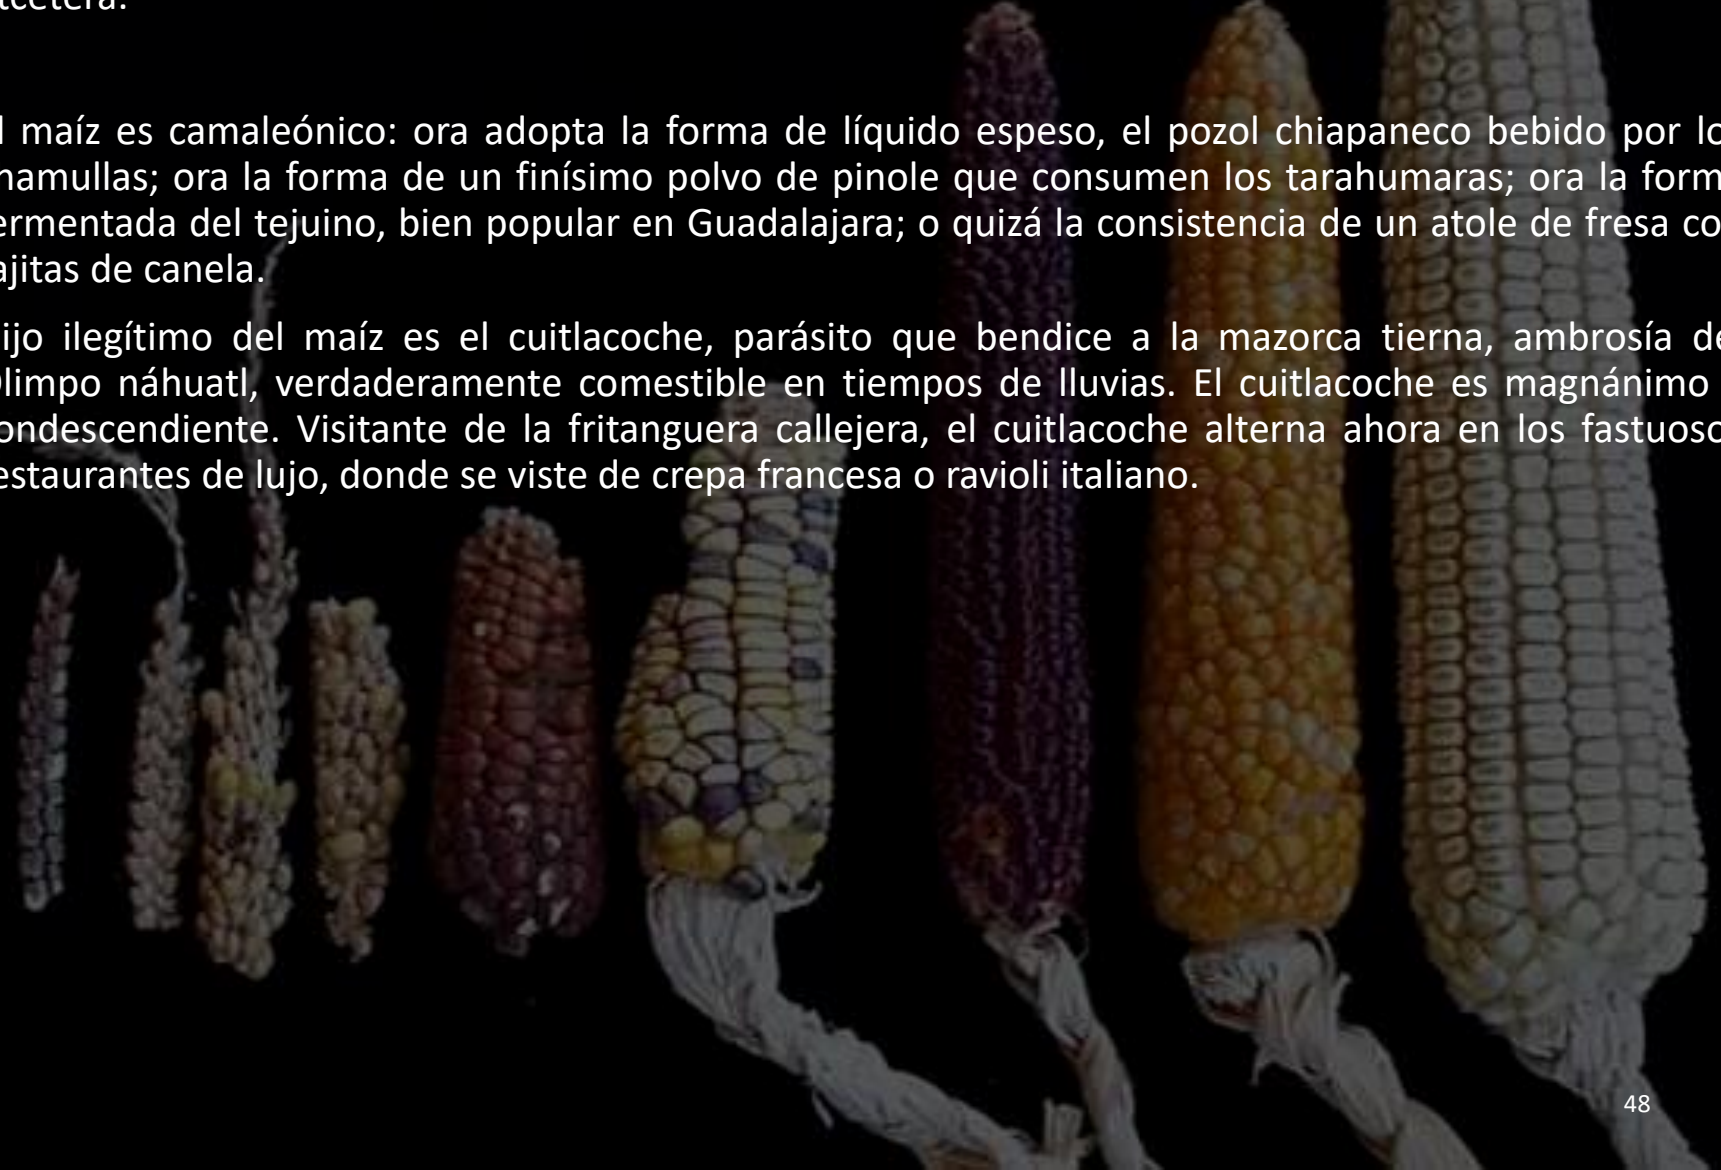 tcétera.
l maíz es camaleónico: ora adopta la forma de líquido espeso, el pozol chiapaneco bebido por lo
hamullas; ora la forma de un finísimo polvo de pinole que consumen los tarahumaras; ora la form
ermentada del tejuino, bien popular en Guadalajara; o quizá la consistencia de un atole de fresa co
ajitas de canela.
ijo ilegítimo del maíz es el cuitlacoche, parásito que bendice a la mazorca tierna, ambrosía de
limpo náhuatl, verdaderamente comestible en tiempos de lluvias. El cuitlacoche es magnánimo
ondescendiente. Visitante de la fritanguera callejera, el cuitlacoche alterna ahora en los fastuoso
estaurantes de lujo, donde se viste de crepa francesa o ravioli italiano.
48